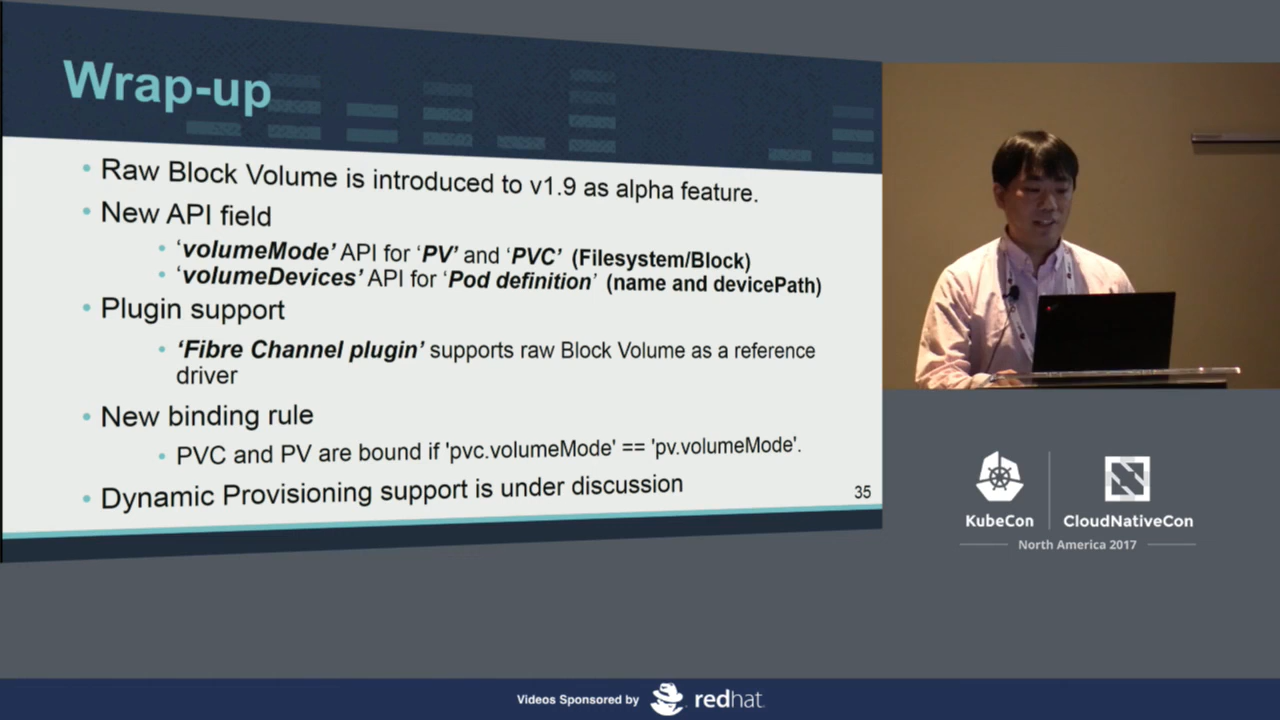 Wrap-up
• Raw Block Volume is introduced to v1.9 as alpha feature.
• New API field
• 'volumeMode' API for 'PV' and 'PVC' (Filesystem/Block)
• 'volumeDevices' API for 'Pod definition' (name and devicePath)
• Plugin support
• 'Fibre Channel plugin' supports raw Block Volume as a reference
driver
• New binding rule
• PVC and PV are bound if 'pvc.volumeMode' == 'pv.volumeMode'.
• Dynamic Provisioning support is under discussion
35
KubeCon
CloudNativeCon
North America 2017
Videos Sponsored by
redhat